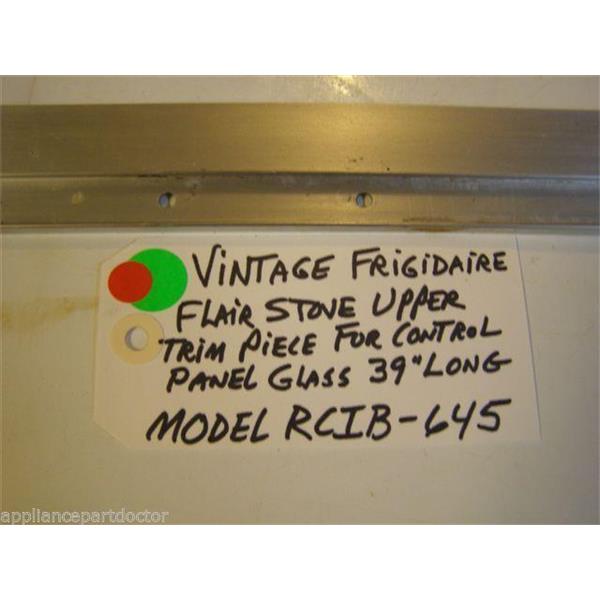 VINTAGE FRIGIDAIRE
FLAIR STOVE UPPER
TRIM PIECE FOR CONTROL
PANEL GLASS 39" LONG
MODEL RCIB-645
appliancepartdoctor